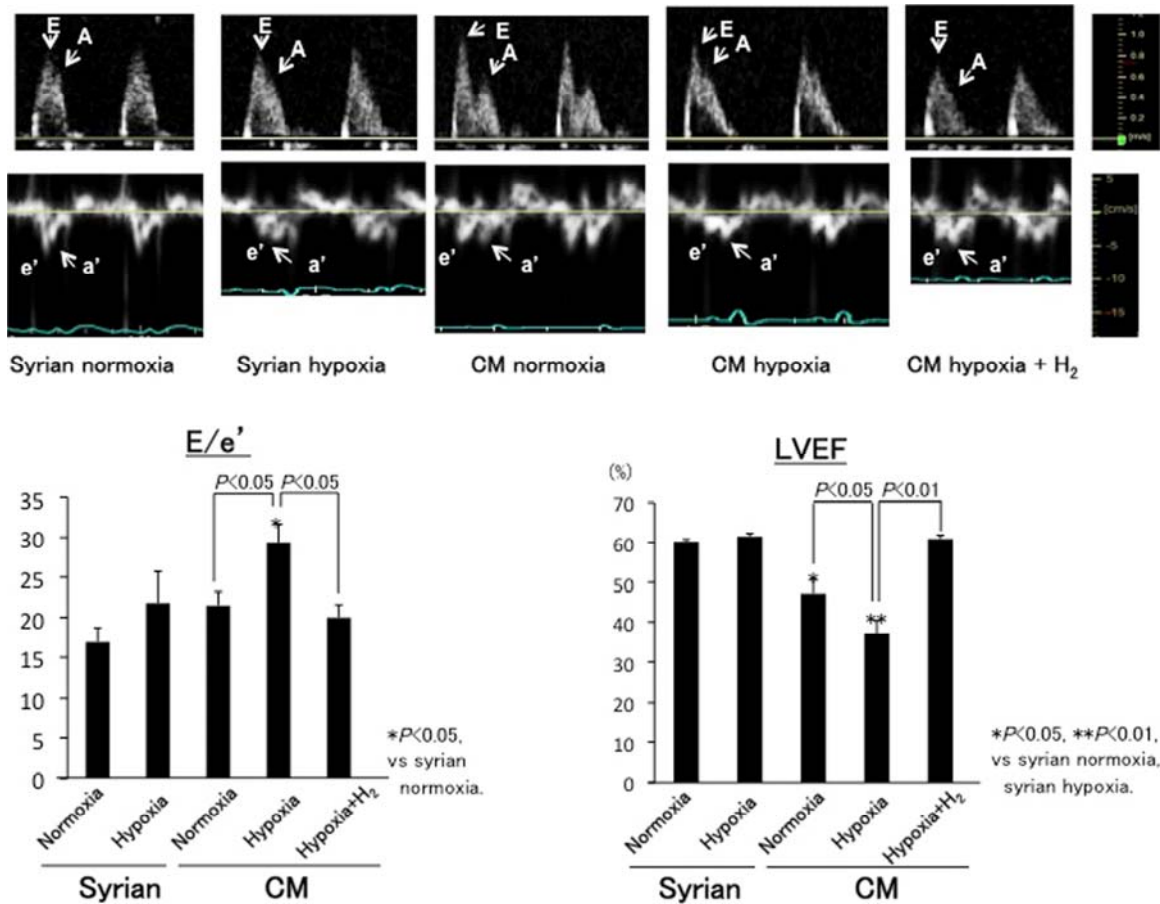 E
A
E
A
E
A
E
A
E
A
1.0
0.8
0.6
0.4
0.2
[m/s]
e’ a’
e’ a’
e’ a’
e’ a’
e’ a’
5
[cm/s]
-5
-10
-15
Syrian normoxia
Syrian hypoxia
CM normoxia
CM hypoxia
CM hypoxia + H₂
E/e’
P<0.05 P<0.05
35
30
25
20
15
10
5
0
*
Normoxia
Hypoxia
Normoxia
Hypoxia
Hypoxia+H₂
Syrian
CM
*P<0.05,
vs syrian
normoxia.
LVEF
(%)
P<0.05 P<0.01
70
60
50
40
30
20
10
0
*
**
Normoxia
Hypoxia
Normoxia
Hypoxia
Hypoxia+H₂
Syrian
CM
*P<0.05, **P<0.01,
vs syrian normoxia,
syrian hypoxia.